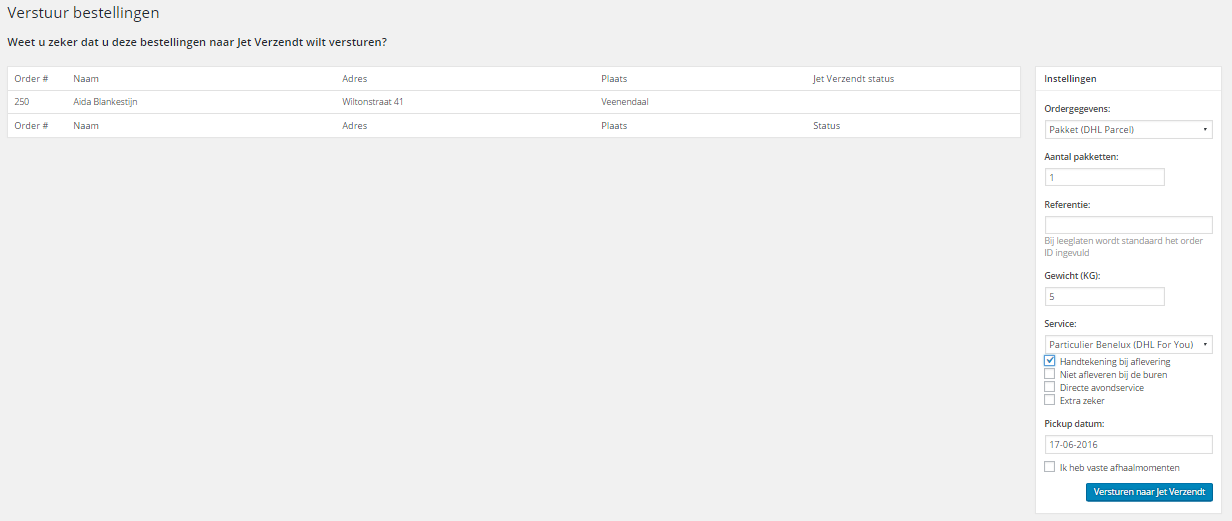 Verstuur bestellingen
Weet u zeker dat u deze bestellingen naar Jet Verzendt wilt versturen?
Order # Naam Adres Plaats Jet Verzendt status
250 Aida Blankestijn Wiltonstraat 41 Veenendaal
Order # Naam Adres Plaats Status
Instellingen
Ordergegevens:
Pakket (DHL Parcel)
Aantal pakketten:
1
Referentie:
Bij leeglaten wordt standaard het order
ID ingevuld
Gewicht (KG):
5
Service:
Particulier Benelux (DHL For You)
Handtekening bij aflevering
Niet afleveren bij de buren
Directe avondservice
Extra zeker
Pickup datum:
17-06-2016
Ik heb vaste afhaalmomenten
Versturen naar Jet Verzendt